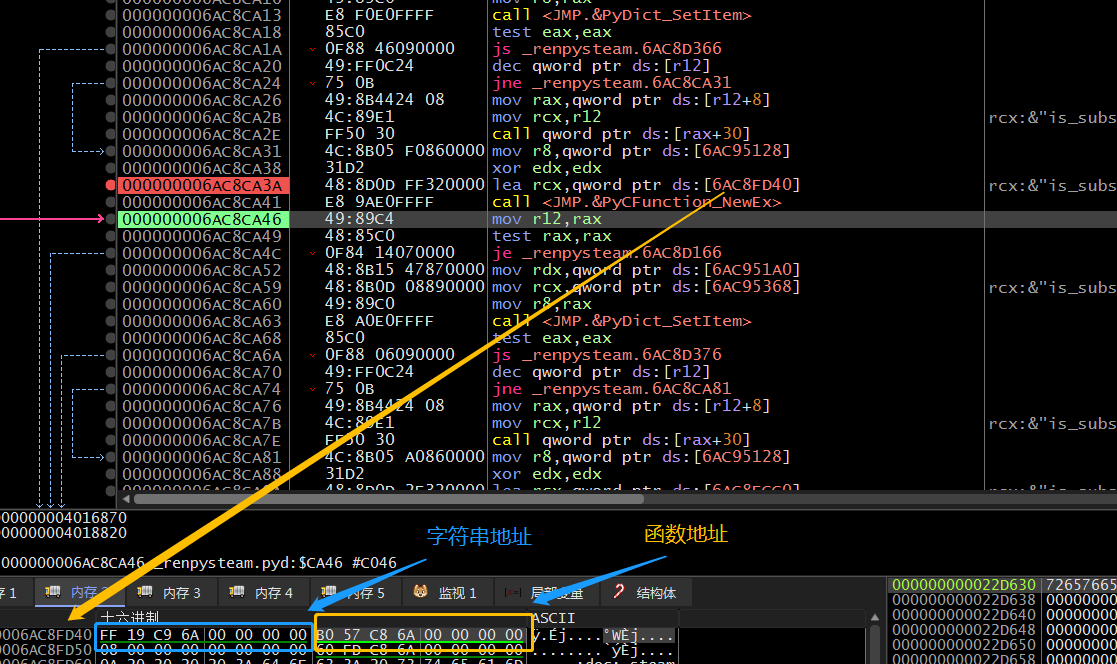 000000006AC8CA13 E8 F0E0FFFF call <JMP.&PyDict_SetItem>
000000006AC8CA18 85C0 test eax,eax
000000006AC8CA1A 0F88 46090000 js _renpysteam.6AC8D366
000000006AC8CA20 49:FF0C24 dec qword ptr ds:[r12]
000000006AC8CA24 75 0B jne _renpysteam.6AC8CA31
000000006AC8CA26 49:8B4424 08 mov rax,qword ptr ds:[r12+8]
000000006AC8CA2B 4C:89E1 mov rcx,r12 rcx:&"is_subs
000000006AC8CA2E FF50 30 call qword ptr ds:[rax+30]
000000006AC8CA31 4C:8B05 F0860000 mov r8,qword ptr ds:[6AC95128]
000000006AC8CA38 31D2 xor edx,edx
000000006AC8CA3A 48:8D0D FF320000 lea rcx,qword ptr ds:[6AC8FD40] rcx:&"is_subs
000000006AC8CA41 E8 9AE0FFFF call <JMP.&PyCFunction_NewEx>
000000006AC8CA46 49:89C4 mov r12,rax
000000006AC8CA49 48:85C0 test rax,rax
000000006AC8CA4C 0F84 14070000 je _renpysteam.6AC8D166
000000006AC8CA52 48:8B15 47870000 mov rdx,qword ptr ds:[6AC951A0]
000000006AC8CA59 48:8B0D 08890000 mov rcx,qword ptr ds:[6AC95368] rcx:&"is_subs
000000006AC8CA60 49:89C0 mov r8,rax
000000006AC8CA63 E8 A0E0FFFF call <JMP.&PyDict_SetItem>
000000006AC8CA68 85C0 test eax,eax
000000006AC8CA6A 0F88 06090000 js _renpysteam.6AC8D376
000000006AC8CA70 49:FF0C24 dec qword ptr ds:[r12]
000000006AC8CA74 75 0B jne _renpysteam.6AC8CA81
000000006AC8CA76 49:8B4424 08 mov rax,qword ptr ds:[r12+8]
000000006AC8CA7B 4C:89E1 mov rcx,r12 rcx:&"is_subs
000000006AC8CA7E FF50 30 call qword ptr ds:[rax+30]
000000006AC8CA81 4C:8B05 A0860000 mov r8,qword ptr ds:[6AC95128]
000000006AC8CA88 31D2 xor edx,edx
000000004016870
000000004018820
字符串地址 函数地址
000000006AC8CA46 _renpysteam.pyd:$CA46 #C046
存 1 内存 内存 3 内存 4 内存 5 监视 1 局部变量 结构体
十六进制 ASCII
0006AC8FD40 FF 19 C9 6A 00 00 00 00 B0 57 C8 6A 00 00 00 00 ÿ.Éj....°WÈj....
0006AC8FD50 08 00 00 00 00 00 00 00 60 FD C8 6A 00 00 00 00 ........`ýÈj....
000000000022D630 72657665
000000000022D638 00000000
000000000022D640 00000000
000000000022D648 00000000
000000000022D650 00000000
000000000022D658 00000000